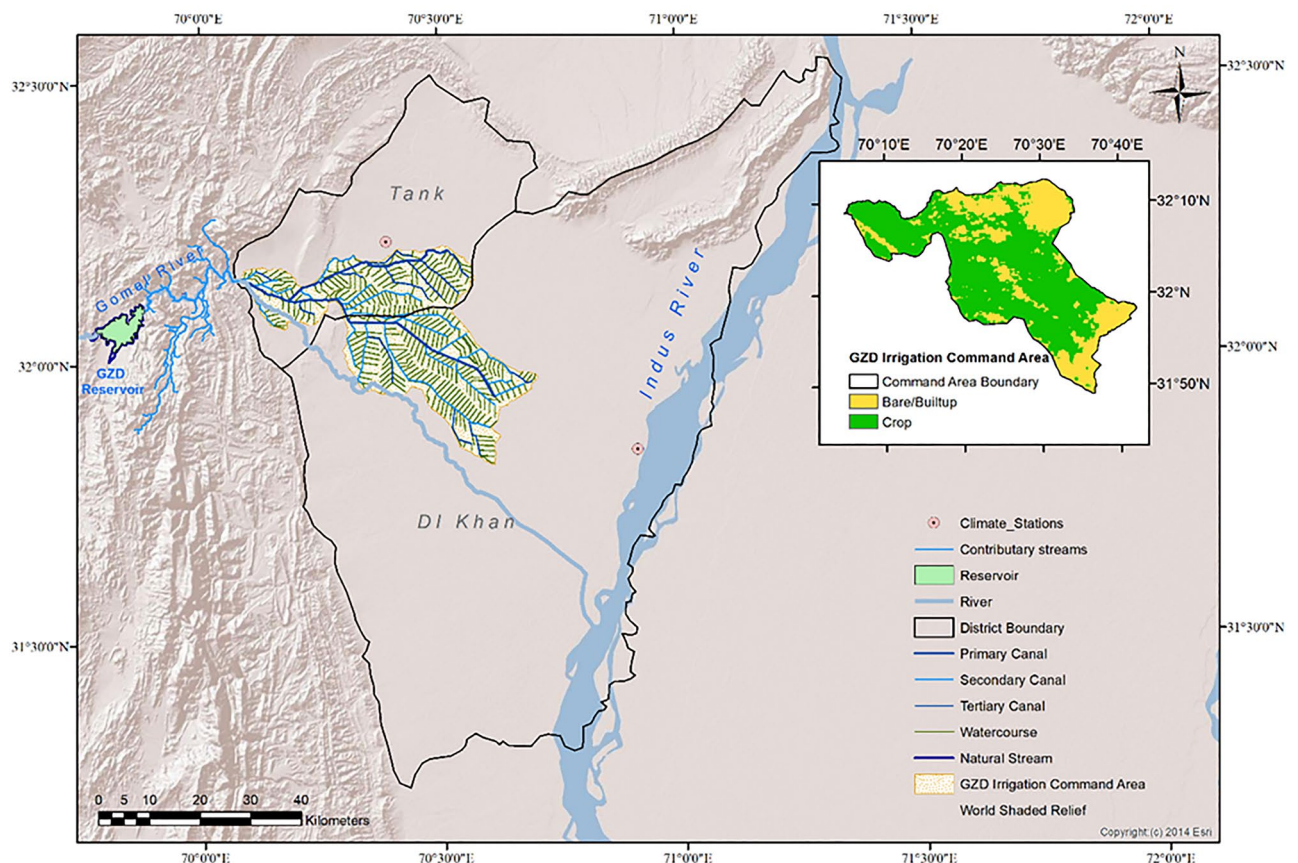 70°0'0"E
70°30'0"E
71°0'0"E
71°30'0"E
72°0'0"E
32°30'0"N
32°30'0"N
N
70°10'E
70°20'E
70°30'E
70°40'E
32°10'N
32°N
31°50'N
GZD Irrigation Command Area
Command Area Boundary
Bare/Builtup
Crop
Tank
Gomel River
GZD
Reservoir
Indus River
32°0'0"N
32°0'0"N
DI Khan
Climate_Stations
Contributary streams
Reservoir
River
District Boundary
Primary Canal
Secondary Canal
Tertiary Canal
Watercourse
Natural Stream
GZD Irrigation Command Area
World Shaded Relief
31°30'0"N
31°30'0"N
0 5 10 20 30 40
Kilometers
Copyright:(c) 2014 Esri
70°0'0"E
70°30'0"E
71°0'0"E
71°30'0"E
72°0'0"E